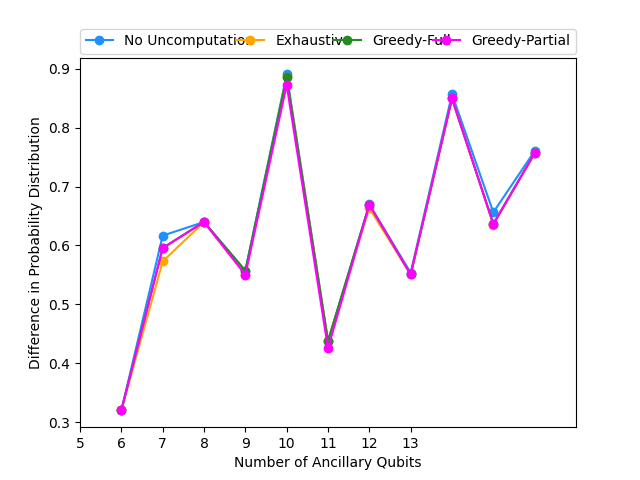 No Uncomputation Exhaustive Greedy-Full Greedy-Partial
0.9
0.8
0.7
0.6
0.5
0.4
0.3
Difference in Probability Distribution
5 6 7 8 9 10 11 12 13
Number of Ancillary Qubits